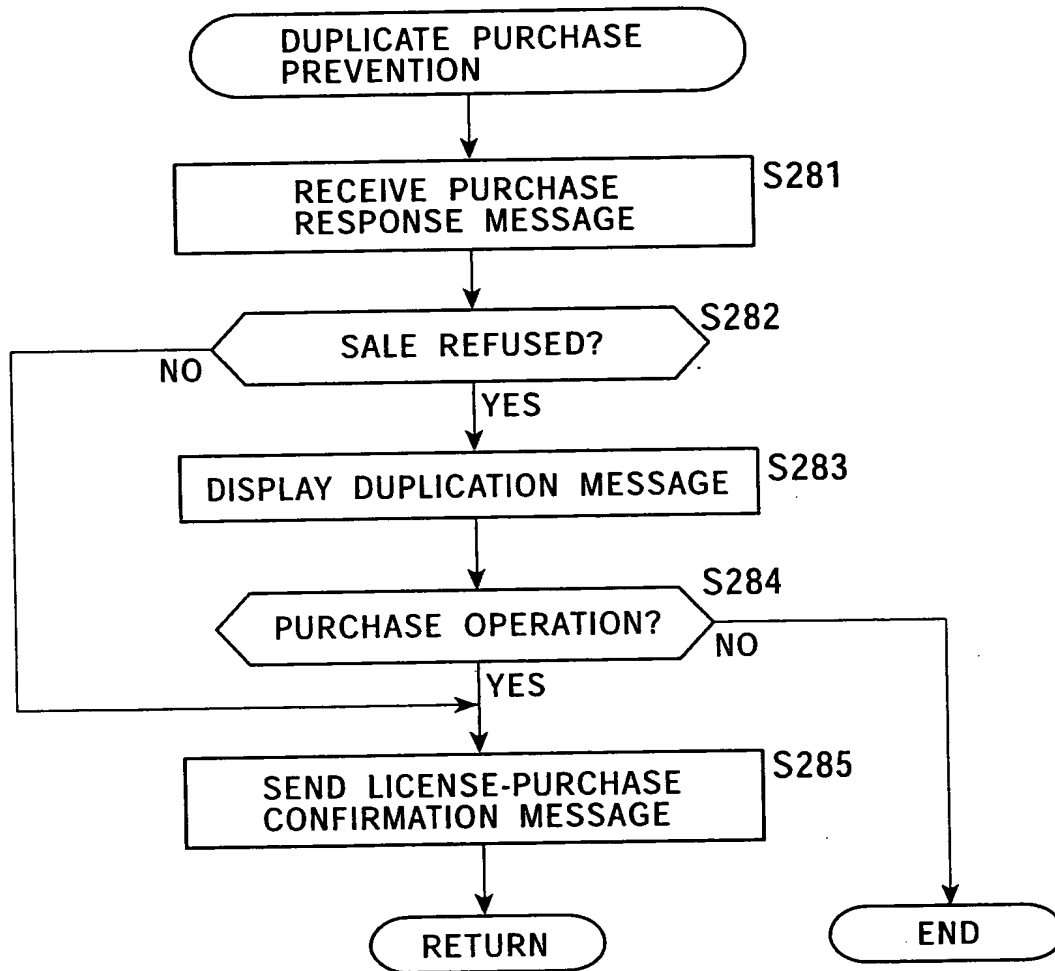 DUPLICATE PURCHASE
PREVENTION
RECEIVE PURCHASE
RESPONSE MESSAGE
S281
SALE REFUSED?
S282
NO
YES
DISPLAY DUPLICATION MESSAGE
S283
PURCHASE OPERATION?
S284
NO
YES
SEND LICENSE-PURCHASE
CONFIRMATION MESSAGE
S285
RETURN
END